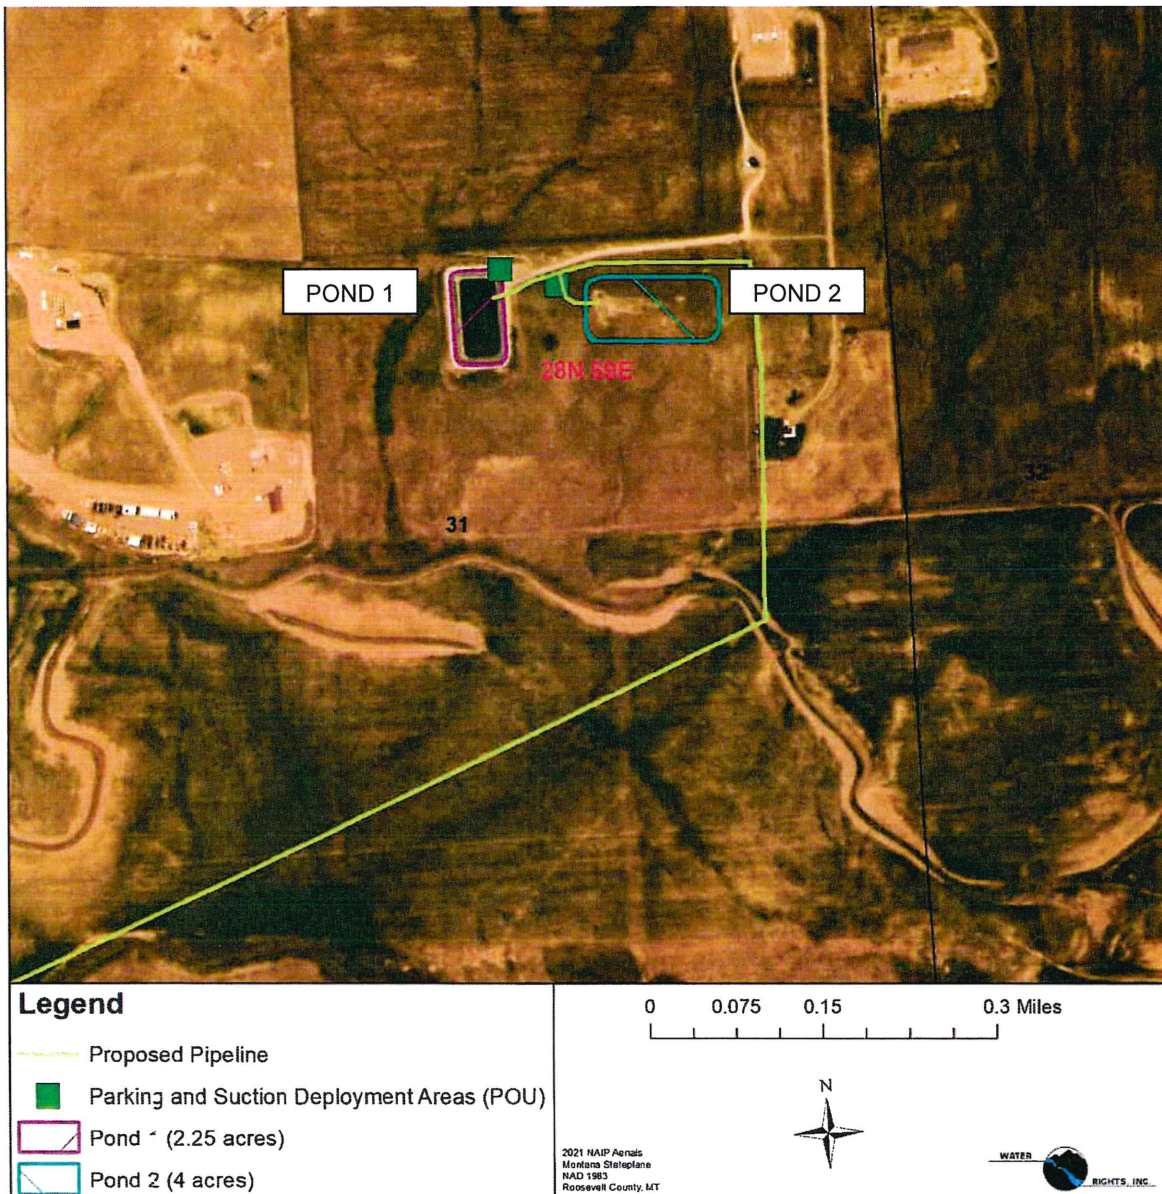 POND 1
POND 2
28N 59E
32
31
Legend
0 0.075 0.15 0.3 Miles
Proposed Pipeline
Parking and Suction Deployment Areas (POU)
Pond (2.25 acres)
Pond 2 (4 acres)
N
2021 NAIP Aerials
Montana Stateplane
NAD 1983
Roosevelt County, MT
WATER
RIGHTS, INC.